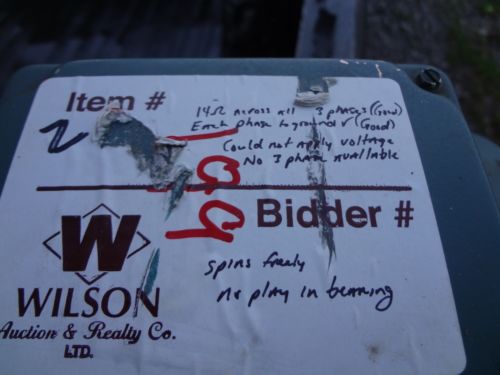 Item #
14Ω across all 3 phases (Good)
Each phase to ground ✓ (Good)
Could not apply voltage
No 3 phase available
2
Bidder #
W
spins freely
no play in bearing
WILSON
Auction & Realty Co.
LTD.